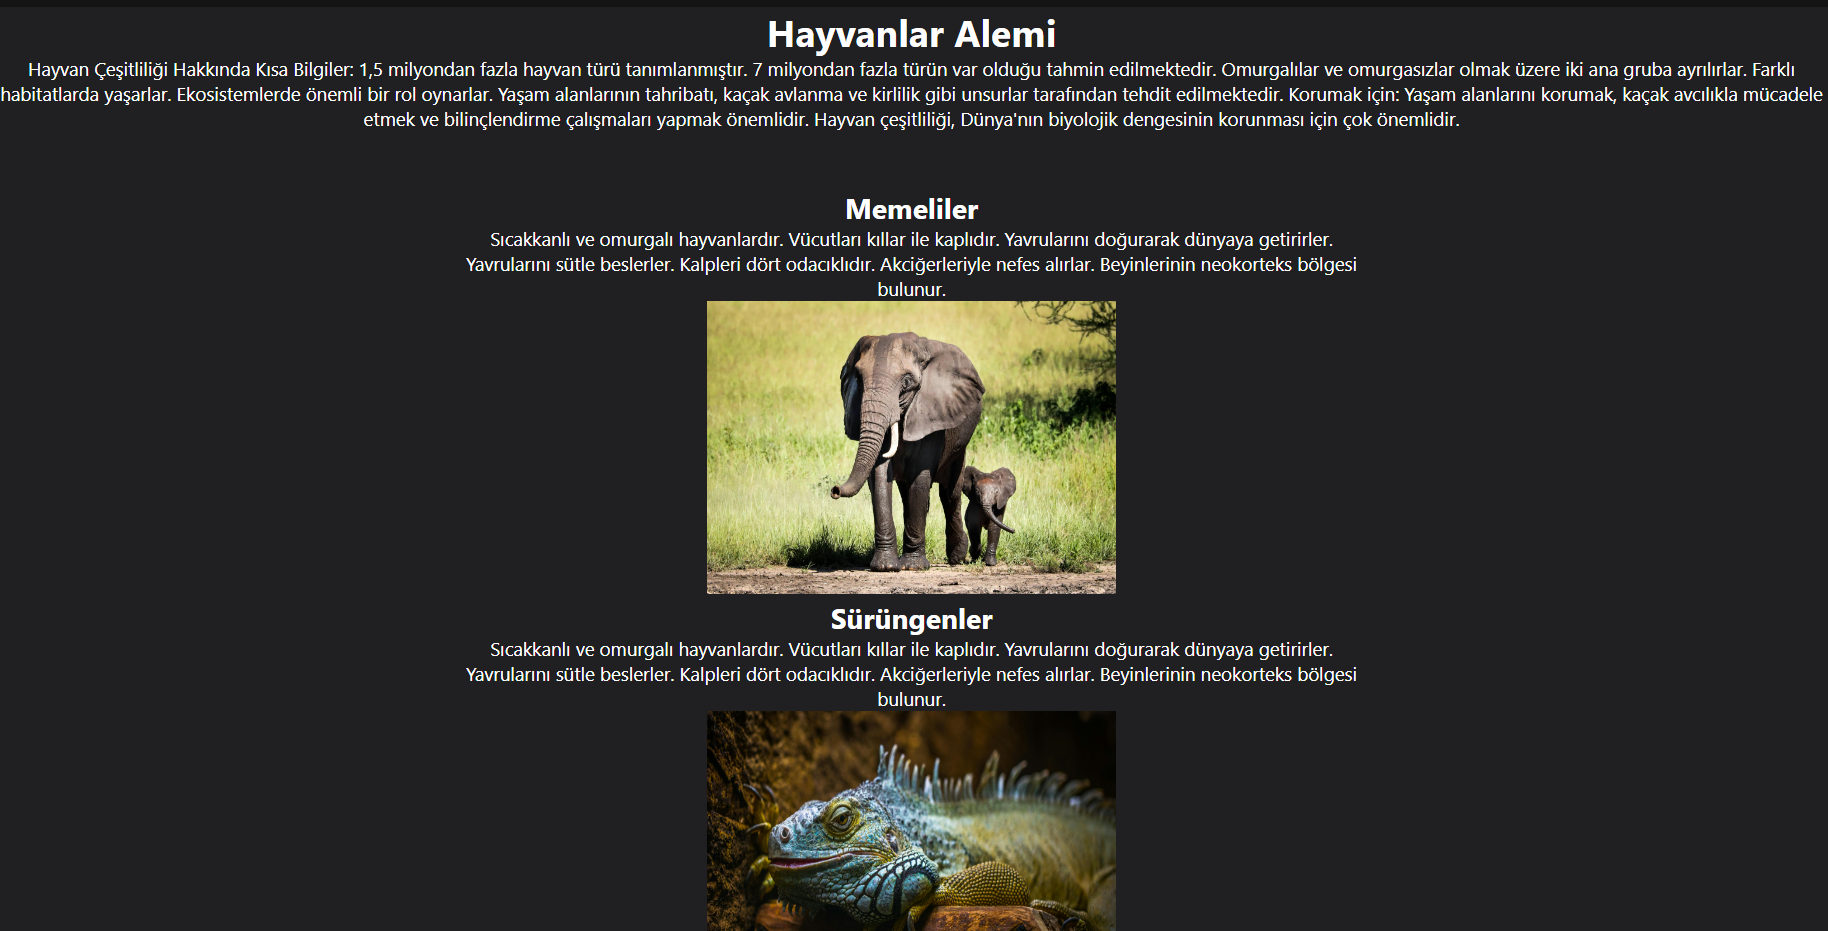 Hayvanlar Alemi
Hayvan Çeşitliliği Hakkında Kısa Bilgiler: 1,5 milyondan fazla hayvan türü tanımlanmıştır. 7 milyondan fazla türün var olduğu tahmin edilmektedir. Omurgalılar ve omurgasızlar olmak üzere iki ana gruba ayrılırlar. Farklı
habitatlarda yaşarlar. Ekosistemlerde önemli bir rol oynarlar. Yaşam alanlarının tahribatı, kaçak avlanma ve kirlilik gibi unsurlar tarafından tehdit edilmektedir. Korumak için: Yaşam alanlarını korumak, kaçak avcılıkla mücadele
etmek ve bilinçlendirme çalışmaları yapmak önemlidir. Hayvan çeşitliliği, Dünya'nın biyolojik dengesinin korunması için çok önemlidir.
Memeliler
Sıcakkanlı ve omurgalı hayvanlardır. Vücutları kıllar ile kaplıdır. Yavrularını doğurarak dünyaya getirirler.
Yavrularını sütle beslerler. Kalpleri dört odacıklıdır. Akciğerleriyle nefes alırlar. Beyinlerinin neokorteks bölgesi
bulunur.
Sürüngenler
Sıcakkanlı ve omurgalı hayvanlardır. Vücutları kıllar ile kaplıdır. Yavrularını doğurarak dünyaya getirirler.
Yavrularını sütle beslerler. Kalpleri dört odacıklıdır. Akciğerleriyle nefes alırlar. Beyinlerinin neokorteks bölgesi
bulunur.